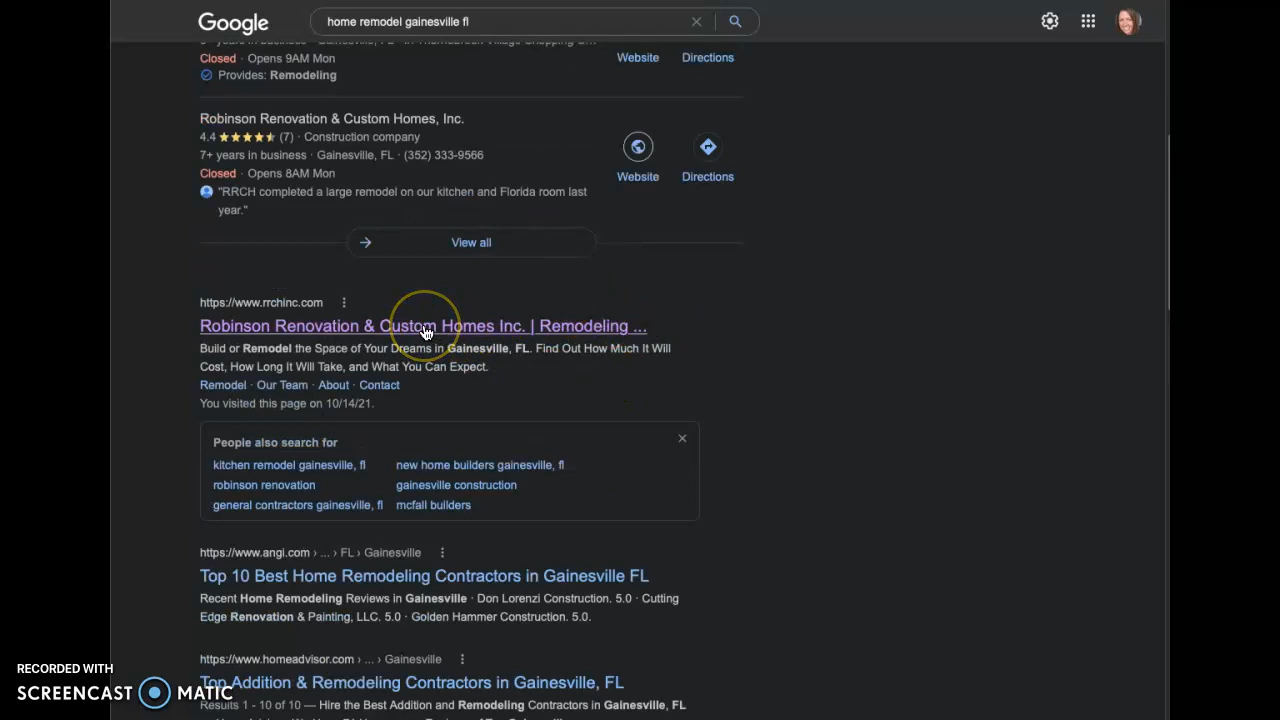 Google
home remodel gainesville fl
Closed · Opens 9AM Mon
Website
Directions
Provides: Remodeling
Robinson Renovation & Custom Homes, Inc.
4.4 (7) · Construction company
7+ years in business · Gainesville, FL · (352) 333-9566
Closed · Opens 8AM Mon
Website
Directions
"RRCH completed a large remodel on our kitchen and Florida room last
year."
View all
https://www.rrchinc.com
Robinson Renovation & Custom Homes Inc. | Remodeling ...
Build or Remodel the Space of Your Dreams in Gainesville, FL. Find Out How Much It Will
Cost, How Long It Will Take, and What You Can Expect.
Remodel · Our Team · About · Contact
You visited this page on 10/14/21.
People also search for
kitchen remodel gainesville, fl
new home builders gainesville, fl
robinson renovation
gainesville construction
general contractors gainesville, fl
mcfall builders
https://www.angi.com › ... › FL › Gainesville
Top 10 Best Home Remodeling Contractors in Gainesville FL
Recent Home Remodeling Reviews in Gainesville · Don Lorenzi Construction. 5.0 · Cutting
Edge Renovation & Painting, LLC. 5.0 · Golden Hammer Construction. 5.0.
https://www.homeadvisor.com › ... › Gainesville
Top Addition & Remodeling Contractors in Gainesville, FL
Results 1 - 10 of 10 — Hire the Best Addition and Remodeling Contractors in Gainesville, FL
RECORDED WITH
SCREENCAST MATIC